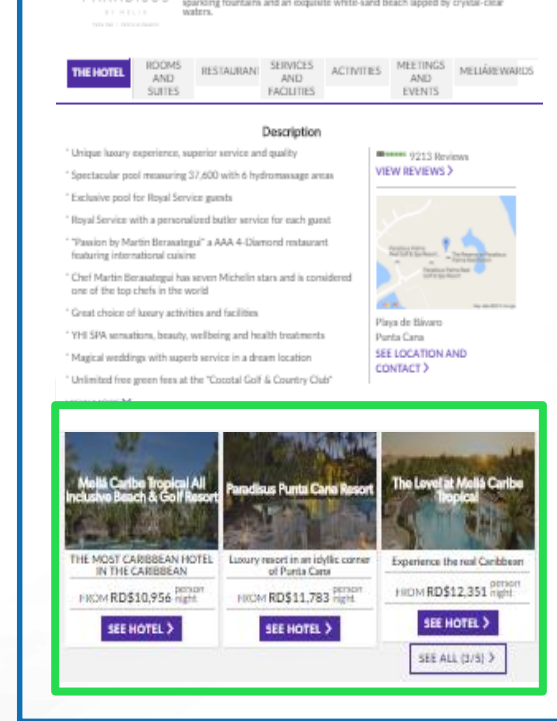 BY MELIÁ
sparkling fountains and an exquisite white-sand beach lapped by crystal-clear
waters.
THE HOTEL
ROOMS
AND
SUITES
RESTAURANT
SERVICES
AND
FACILITIES
ACTIVITIES
MEETINGS
AND
EVENTS
MELIÁREWARDS
Description
* Unique luxury experience, superior service and quality
* Spectacular pool measuring 37,600 with 6 hydromassage areas
* Exclusive pool for Royal Service guests
* Royal Service with a personalized butler service for each guest
* "Passion by Martin Berasategui" a AAA 4-Diamond restaurant
featuring international cuisine
* Chef Martin Berasategui has seven Michelin stars and is considered
one of the top chefs in the world
* Great choice of luxury activities and facilities
* YHI SPA sensations, beauty, wellbeing and health treatments
* Magical weddings with superb service in a dream location
* Unlimited free green fees at the "Cocotal Golf & Country Club"
9213 Reviews
VIEW REVIEWS >
Playa de Bávaro
Punta Cana
SEE LOCATION AND
CONTACT >
Meliá Caribe Tropical All
Inclusive Beach & Golf Resort
THE MOST CARIBBEAN HOTEL
IN THE CARIBBEAN
FROM RD$10,956 person
night
SEE HOTEL >
Paradisus Punta Cana Resort
Luxury resort in an idyllic corner
of Punta Cana
FROM RD$11,783 person
night
SEE HOTEL >
The Level at Meliá Caribe
Tropical
Experience the real Caribbean
FROM RD$12,351 person
night
SEE HOTEL >
SEE ALL (3/5) >